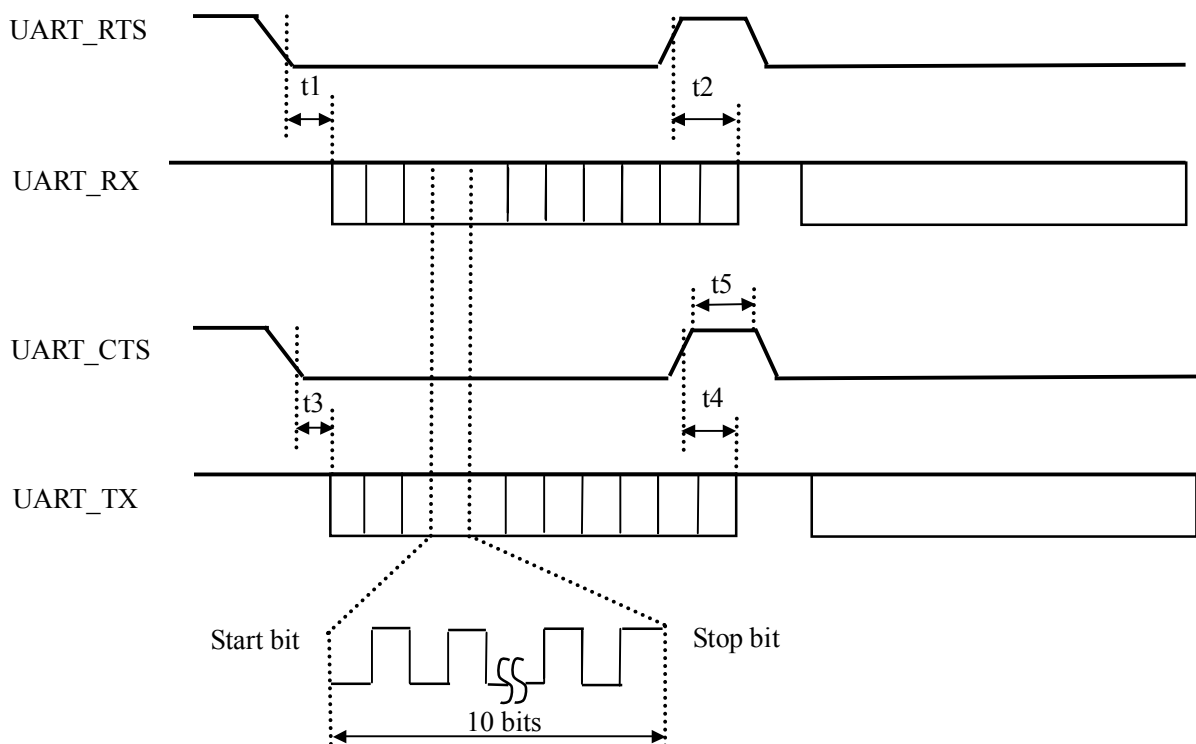 UART_RTS
t1
t2
UART_RX
t5
UART_CTS
t3
t4
UART_TX
Start bit
Stop bit
10 bits